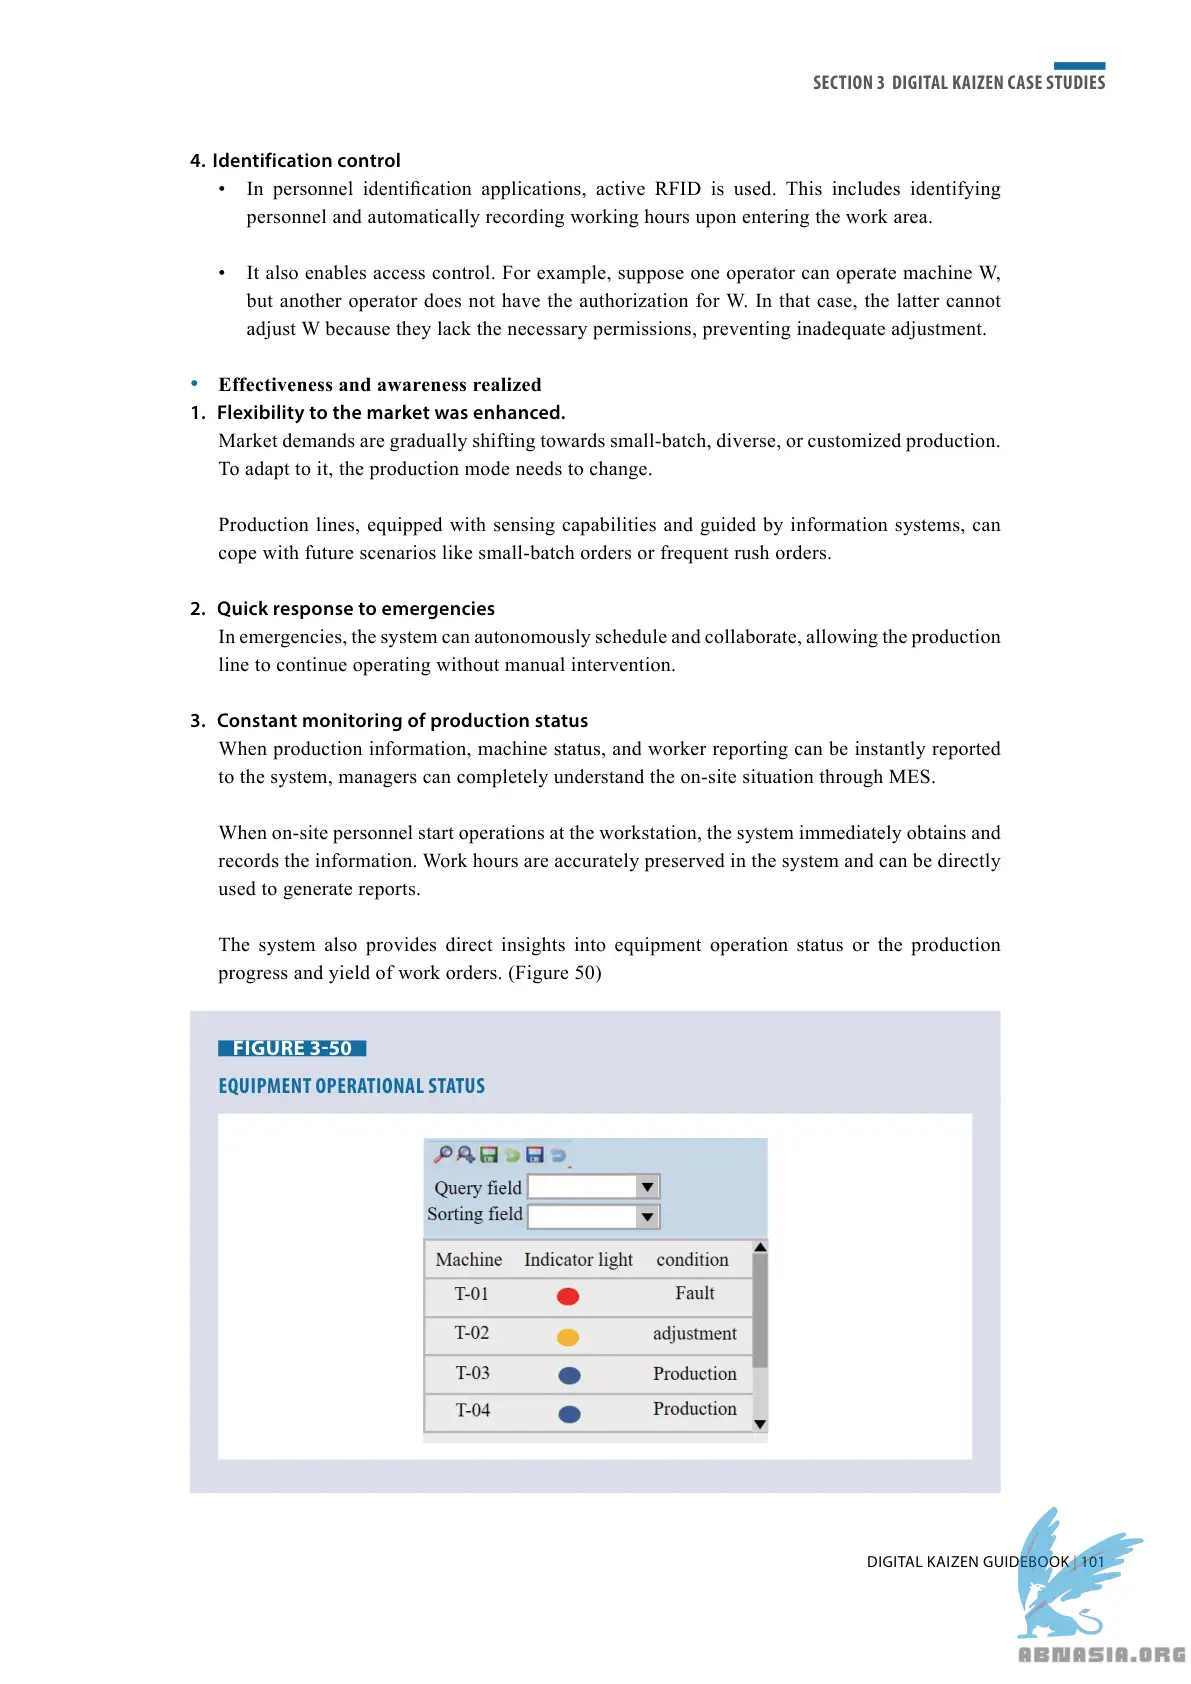 SECTION 3 DIGITAL KAIZEN CASE STUDIES
4. Identification control
• In personnel identification applications, active RFID is used. This includes identifying
personnel and automatically recording working hours upon entering the work area.
• It also enables access control. For example, suppose one operator can operate machine W,
but another operator does not have the authorization for W. In that case, the latter cannot
adjust W because they lack the necessary permissions, preventing inadequate adjustment.
• Effectiveness and awareness realized
1. Flexibility to the market was enhanced.
Market demands are gradually shifting towards small-batch, diverse, or customized production.
To adapt to it, the production mode needs to change.
Production lines, equipped with sensing capabilities and guided by information systems, can
cope with future scenarios like small-batch orders or frequent rush orders.
2. Quick response to emergencies
In emergencies, the system can autonomously schedule and collaborate, allowing the production
line to continue operating without manual intervention.
3. Constant monitoring of production status
When production information, machine status, and worker reporting can be instantly reported
to the system, managers can completely understand the on-site situation through MES.
When on-site personnel start operations at the workstation, the system immediately obtains and
records the information. Work hours are accurately preserved in the system and can be directly
used to generate reports.
The system also provides direct insights into equipment operation status or the production
progress and yield of work orders. (Figure 50)
FIGURE 3-50
EQUIPMENT OPERATIONAL STATUS
Query field
Sorting field
Machine Indicator light condition
T-01 Fault
T-02 adjustment
T-03 Production
T-04 Production
DIGITAL KAIZEN GUIDEBOOK | 101
ABNASIA.ORG